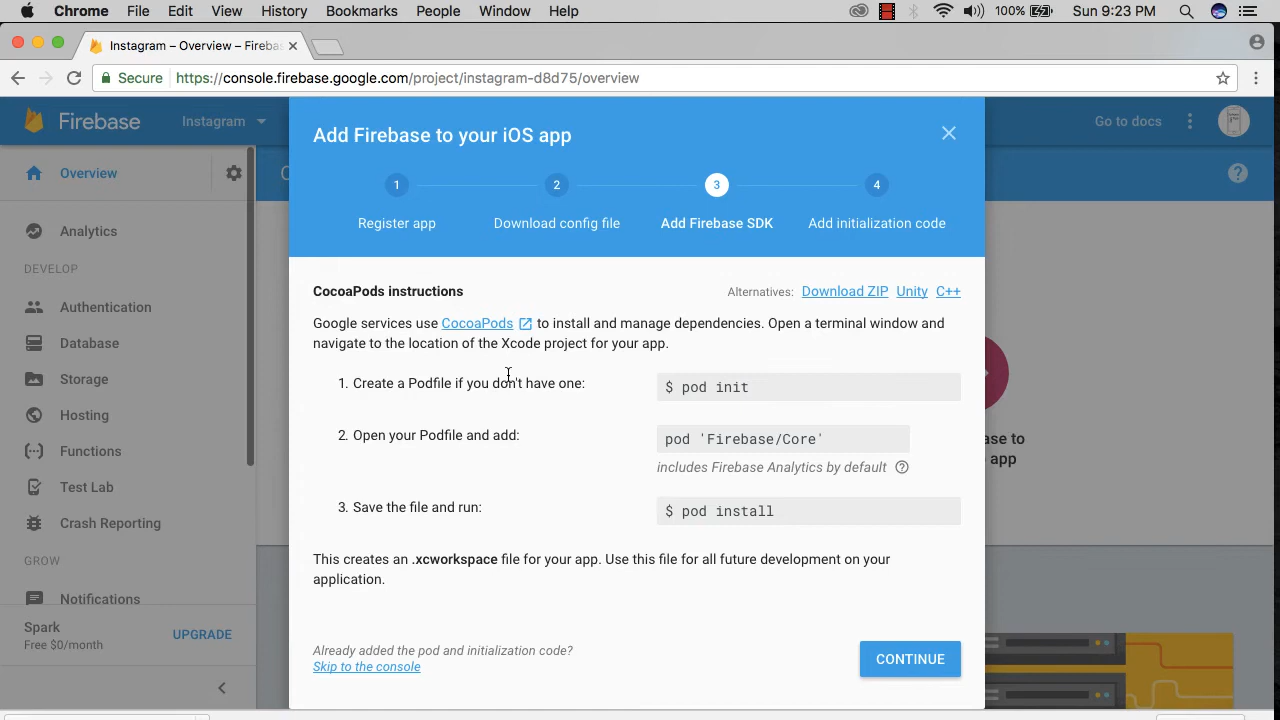 Chrome File Edit View History Bookmarks People Window Help 100% Sun 9:23 PM
Instagram – Overview – Fireba
Secure https://console.firebase.google.com/project/instagram-d8d75/overview
Firebase Instagram Go to docs
Add Firebase to your iOS app
1 2 3 4
Register app Download config file Add Firebase SDK Add initialization code
Overview
Analytics
DEVELOP
Authentication
Database
Storage
Hosting
Functions
Test Lab
Crash Reporting
GROW
Notifications
Spark
Free $0/month
UPGRADE
CocoaPods instructions
Alternatives: Download ZIP Unity C++
Google services use CocoaPods to install and manage dependencies. Open a terminal window and
navigate to the location of the Xcode project for your app.
1. Create a Podfile if you don't have one:
$ pod init
2. Open your Podfile and add:
pod 'Firebase/Core'
includes Firebase Analytics by default
3. Save the file and run:
$ pod install
This creates an .xcworkspace file for your app. Use this file for all future development on your
application.
Already added the pod and initialization code?
Skip to the console
CONTINUE
to
app